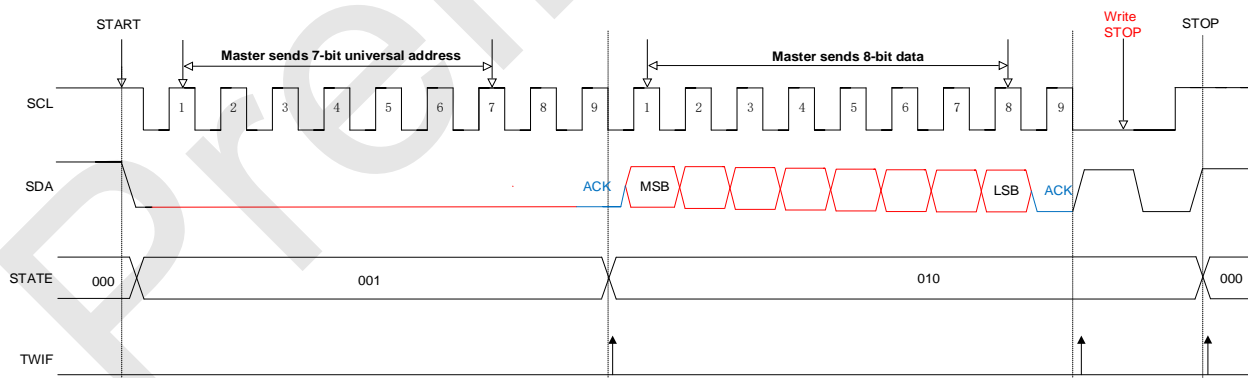 START
Write
STOP
STOP
Master sends 7-bit universal address
Master sends 8-bit data
SCL
1 2 3 4 5 6 7 8 9 1 2 3 4 5 6 7 8 9
SDA
ACK MSB LSB ACK
STATE
000 001 010 000
TWIF